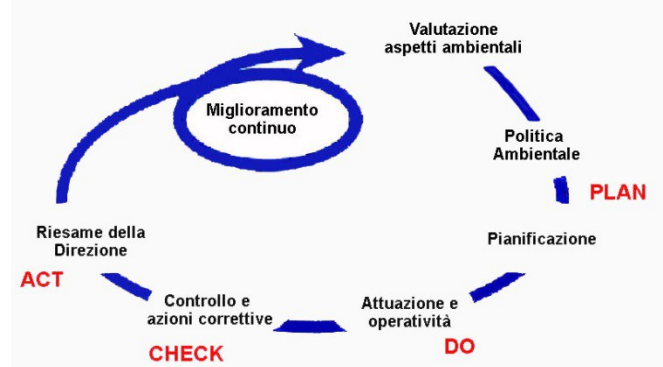 Valutazione
aspetti ambientali
Miglioramento
continuo
Politica
Ambientale
PLAN
Pianificazione
Riesame della
Direzione
ACT
Controllo e
azioni correttive
CHECK
Attuazione e
operatività
DO